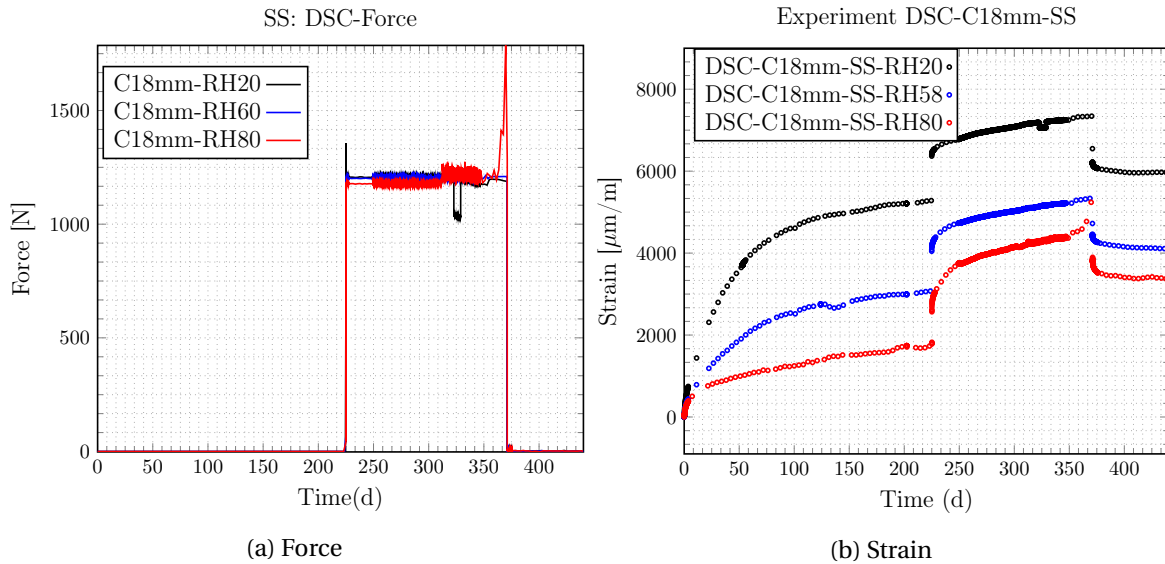 SS: DSC-Force
C18mm-RH20
C18mm-RH60
C18mm-RH80
Force [N]
1500
1000
500
0
0 50 100 150 200 250 300 350 400
Time(d)
(a) Force
Experiment DSC-C18mm-SS
DSC-C18mm-SS-RH20
DSC-C18mm-SS-RH58
DSC-C18mm-SS-RH80
Strain [μm/m]
8000
6000
4000
2000
0
0 50 100 150 200 250 300 350 400
Time (d)
(b) Strain